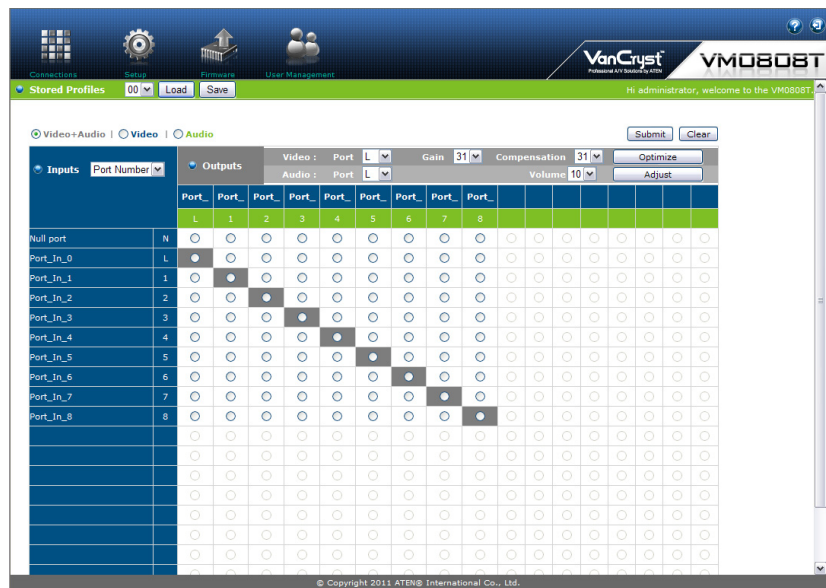 VanCryst
Professional A/V Solutions by ATEN
VM0808T
Connections Setup Firmware User Management
Stored Profiles 00 Load Save Hi administrator, welcome to the VM0808T.
Video+Audio | Video | Audio Submit Clear
Inputs Port Number Outputs Video : Port L Gain 31 Compensation 31 Optimize
Audio : Port L Volume 10 Adjust
Port_ Port_ Port_ Port_ Port_ Port_ Port_ Port_ Port_
L 1 2 3 4 5 6 7 8
Null port N
Port_In_0 L
Port_In_1 1
Port_In_2 2
Port_In_3 3
Port_In_4 4
Port_In_5 5
Port_In_6 6
Port_In_7 7
Port_In_8 8
© Copyright 2011 ATEN® International Co., Ltd.